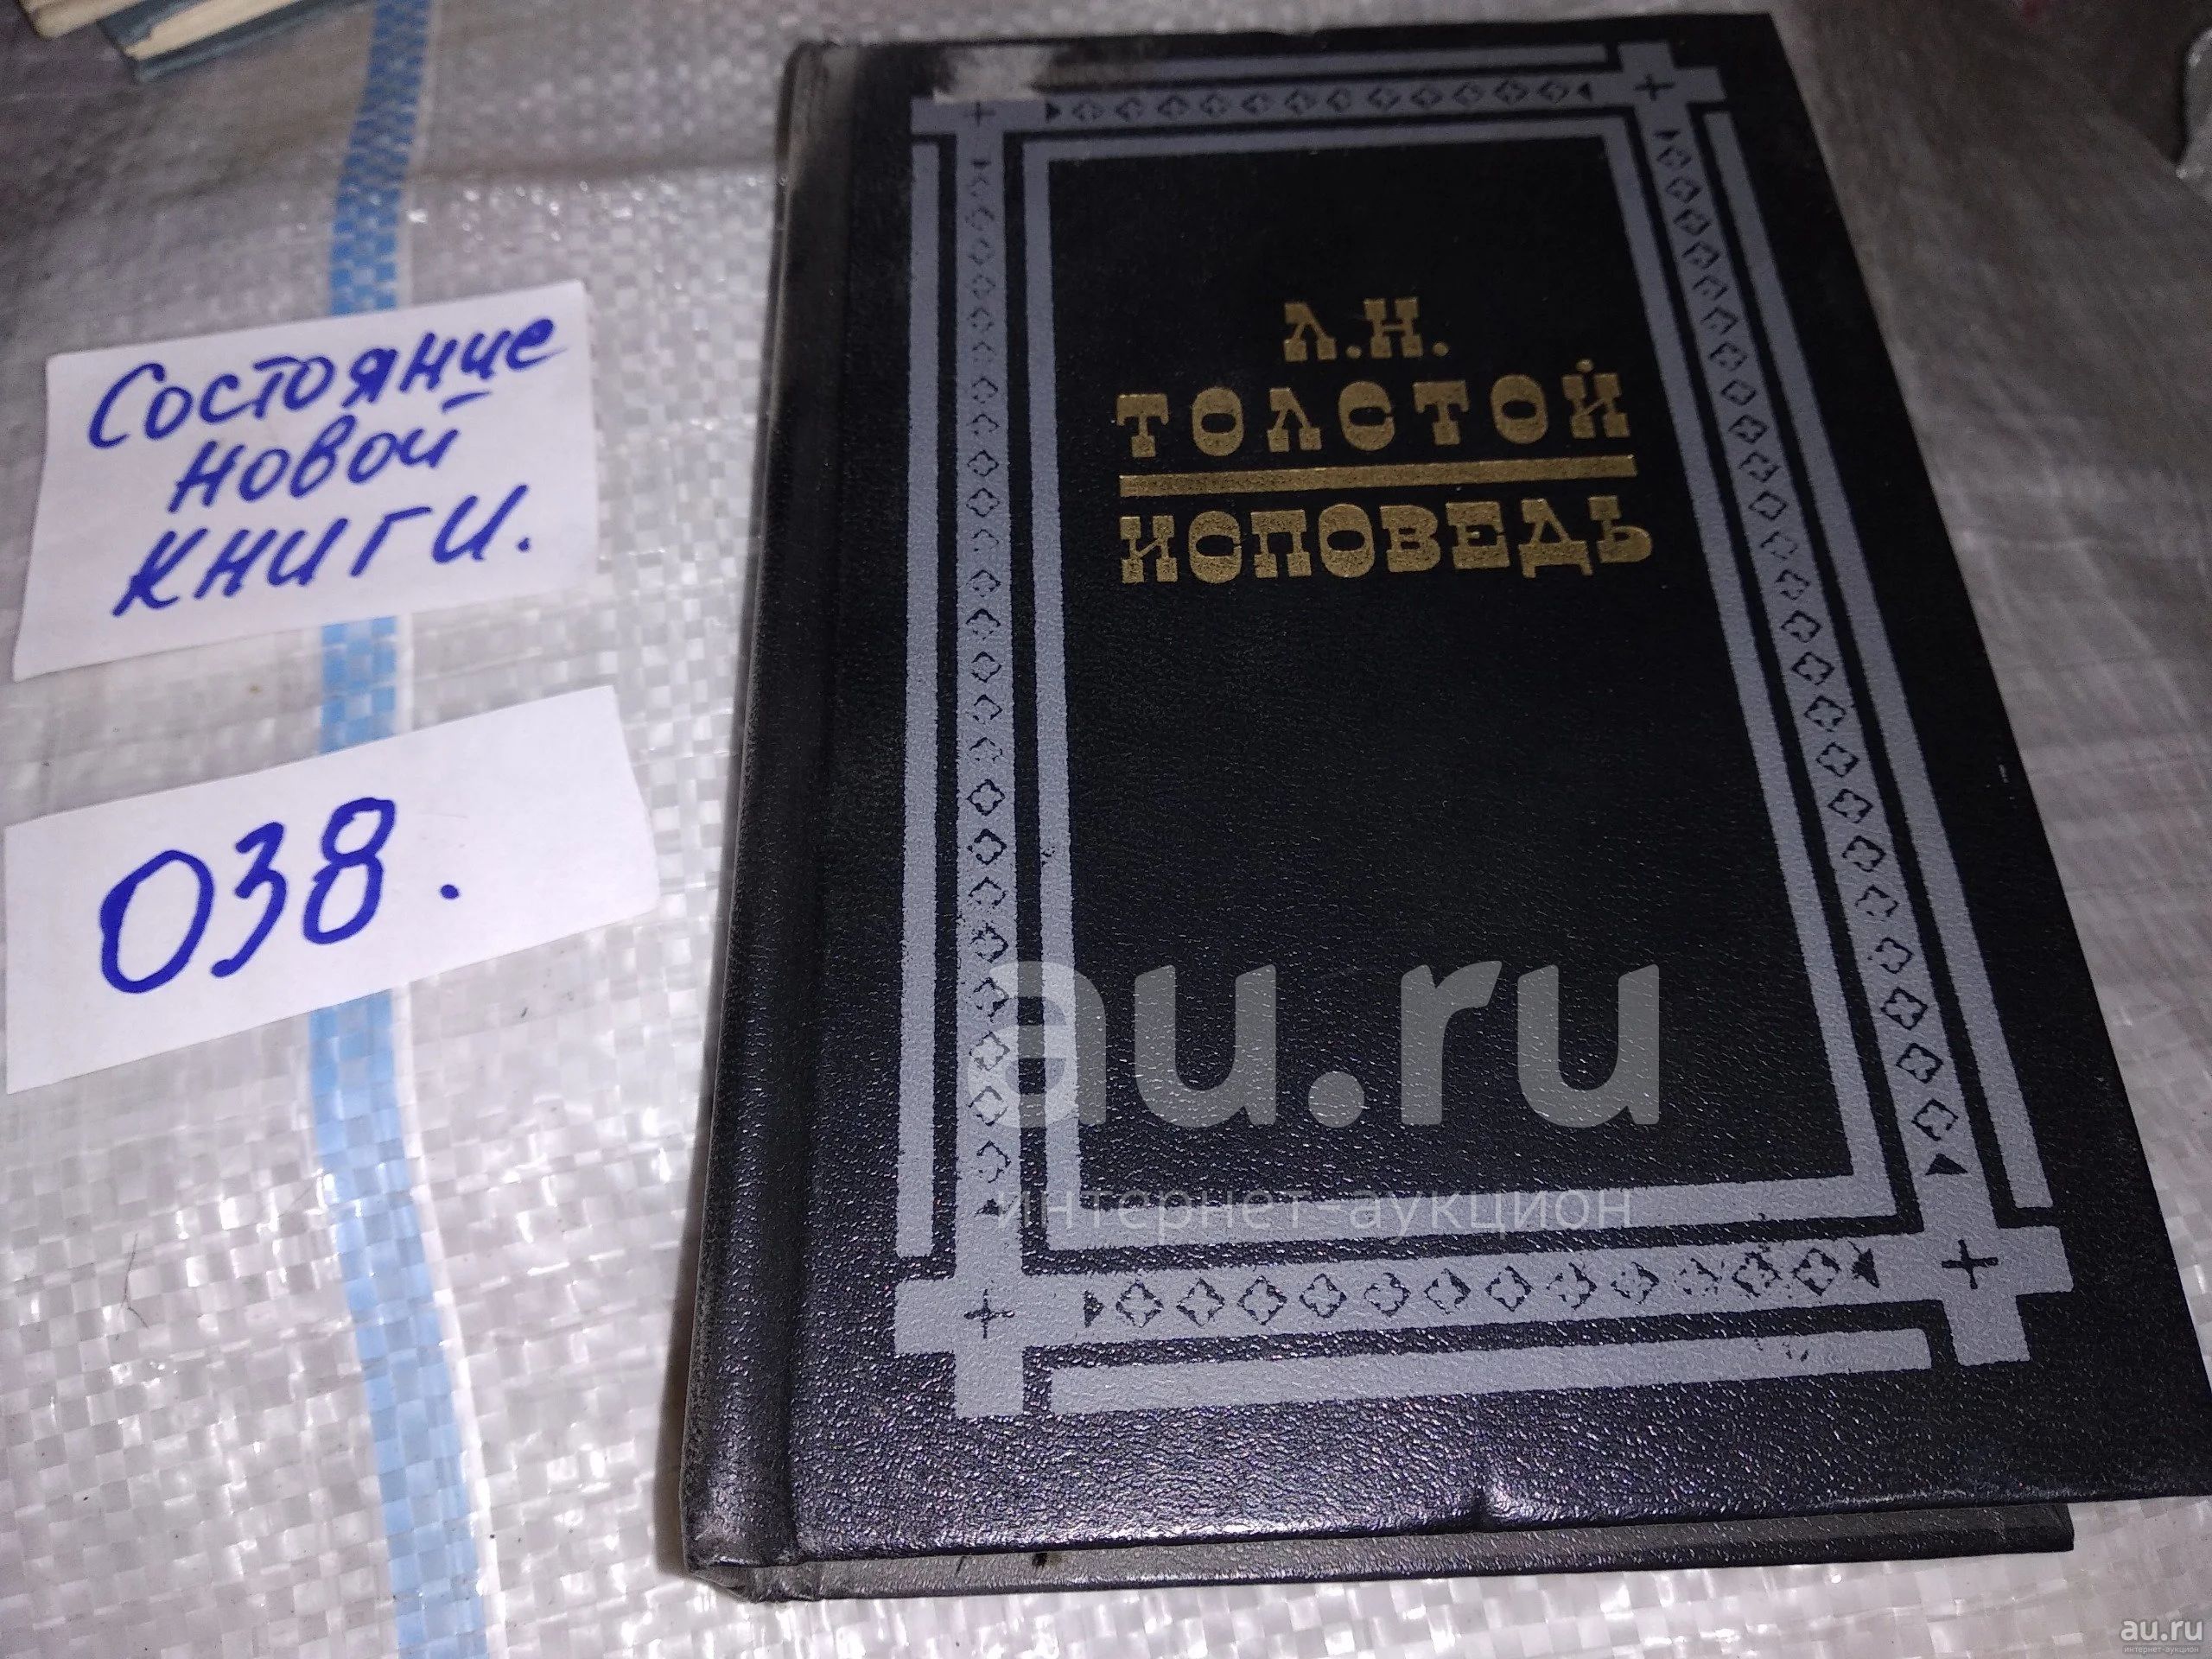 Состояние
новой
книги.
038.
Л.Н.
ТОЛСТОЙ
ИСПОВЕДЬ
au.ru
интернет-аукцион
au.ru
интернет-аукцион